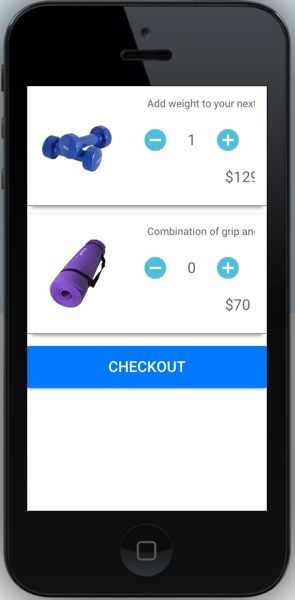 Add weight to your next
1
$129
Combination of grip and
0
$70
CHECKOUT